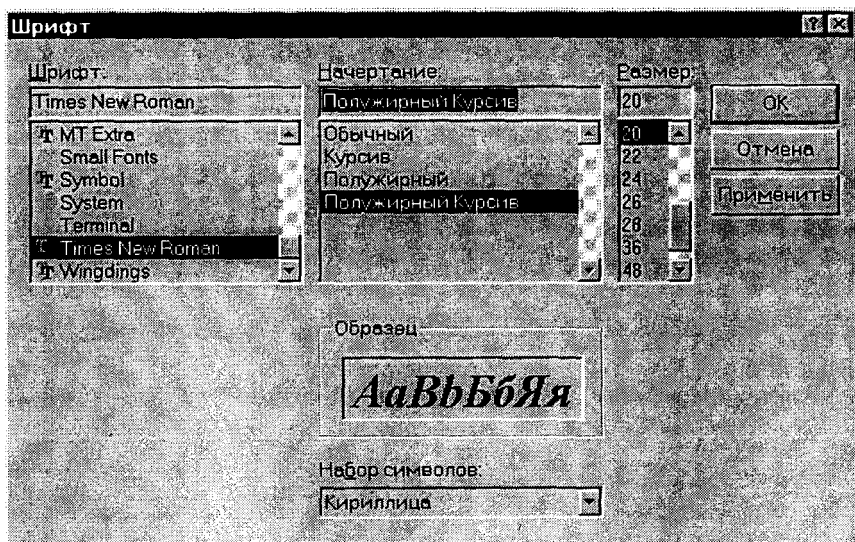 Шрифт
Шрифт:
Times New Roman
MT Extra
Small Fonts
Symbol
System
Terminal
Times New Roman
Wingdings
Начертание:
Полужирный Курсив
Обычный
Курсив
Полужирный
Полужирный Курсив
Размер:
20
20
22
24
26
28
36
48
OK
Отмена
Применить
Образец
АаBbБбЯя
Набор символов:
Кириллица